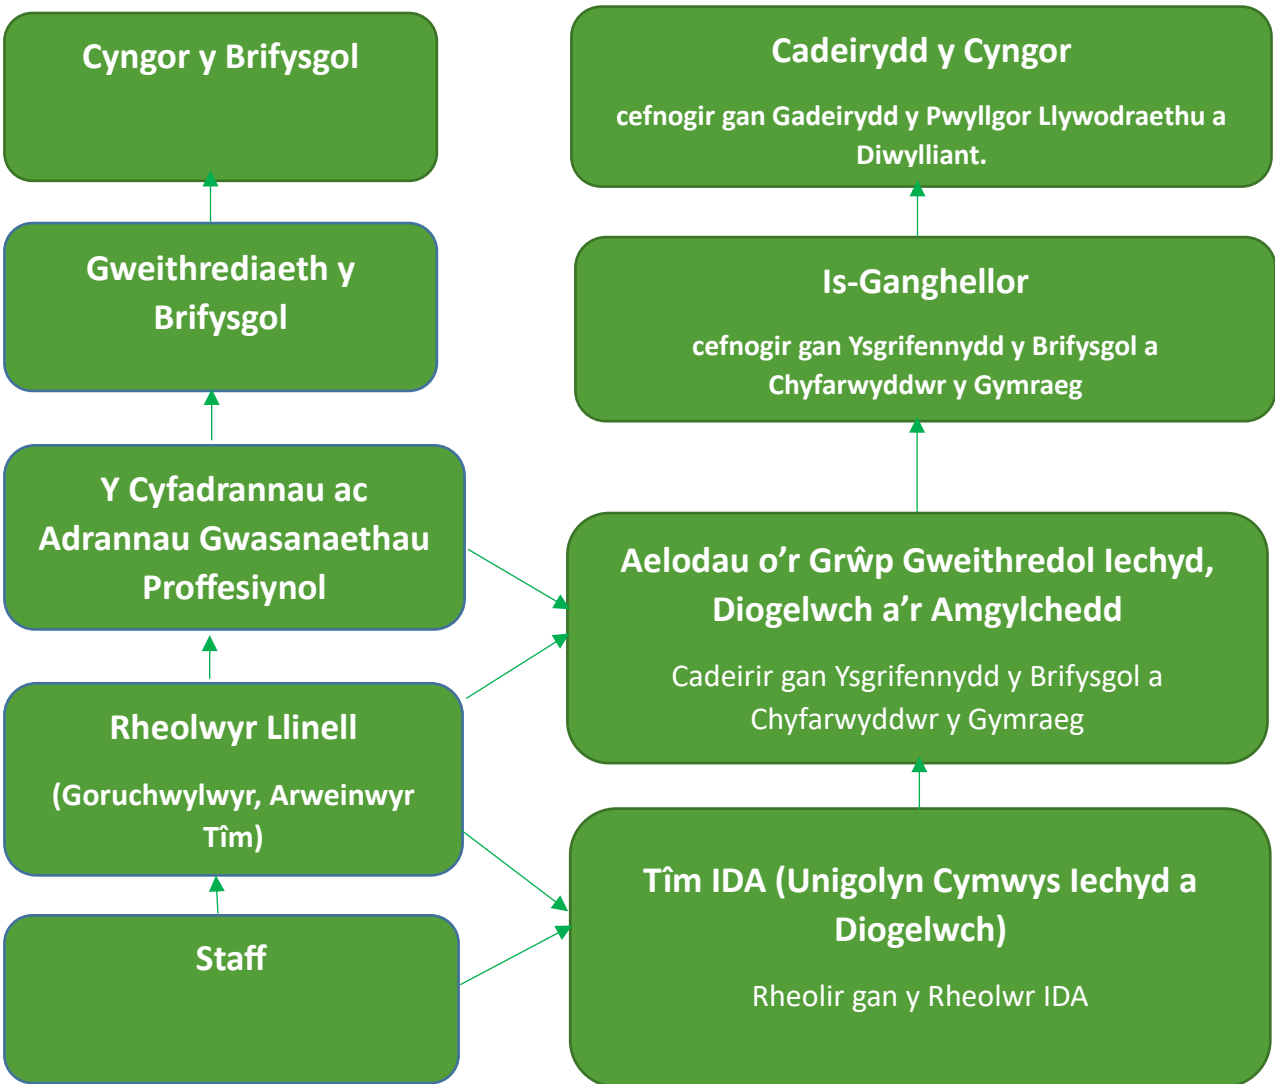 Cyngor y Brifysgol
Gweithrediaeth y
Brifysgol
Y Cyfadrannau ac
Adrannau Gwasanaethau
Proffesiynol
Rheolwyr Llinell
(Goruchwylwyr, Arweinwyr
Tîm)
Staff
Cadeirydd y Cyngor
cefnogir gan Gadeirydd y Pwyllgor Llywodraethu a
Diwylliant.
Is-Ganghellor
cefnogir gan Ysgrifennydd y Brifysgol a
Chyfarwyddwr y Gymraeg
Aelodau o’r Grŵp Gweithredol Iechyd,
Diogelwch a’r Amgylchedd
Cadeirir gan Ysgrifennydd y Brifysgol a
Chyfarwyddwr y Gymraeg
Tîm IDA (Unigolyn Cymwys Iechyd a
Diogelwch)
Rheolir gan y Rheolwr IDA